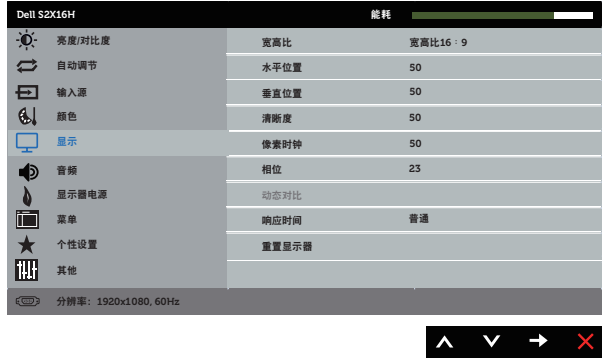 Dell S2X16H 能耗
亮度/对比度 宽高比 宽高比16:9
自动调节 水平位置 50
输入源 垂直位置 50
颜色 清晰度 50
显示 像素时钟 50
音频 相位 23
显示器电源 动态对比
菜单 响应时间 普通
个性设置 重置显示器
其他
分辨率: 1920x1080, 60Hz